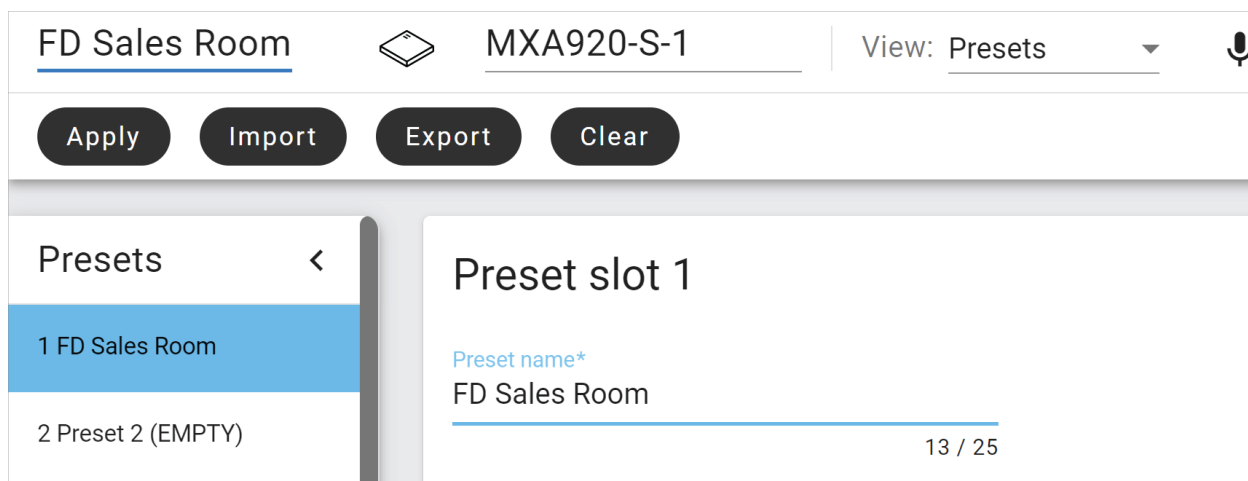 FD Sales Room MXA920-S-1 View: Presets
Apply Import Export Clear
Presets
1 FD Sales Room
2 Preset 2 (EMPTY)
Preset slot 1
Preset name*
FD Sales Room
13 / 25